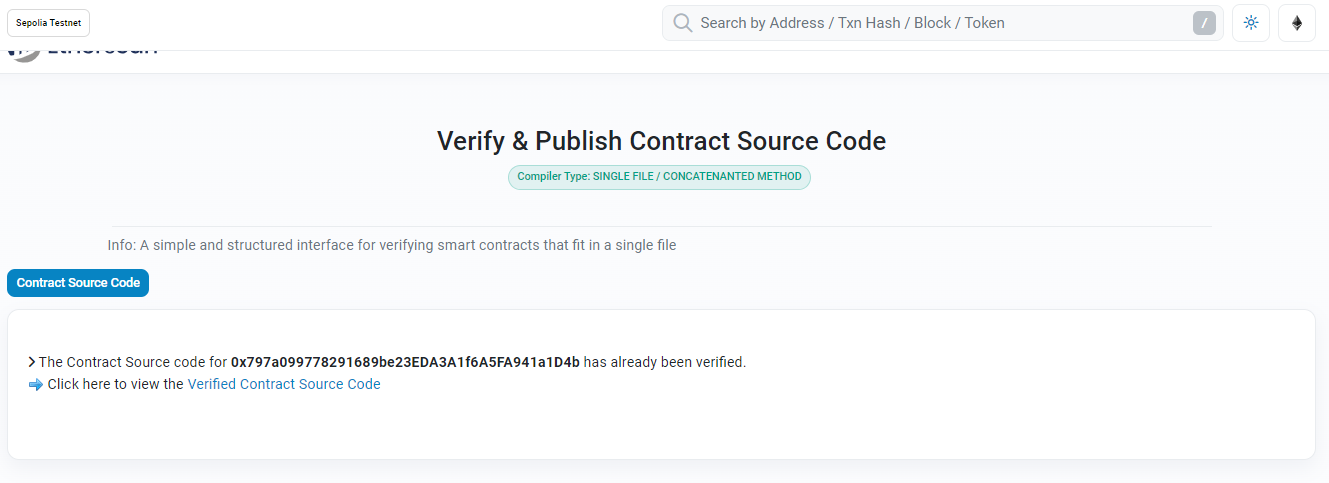 Sepolia Testnet
Search by Address / Txn Hash / Block / Token
/
Etherscan
Verify & Publish Contract Source Code
Compiler Type: SINGLE FILE / CONCATENANTED METHOD
Info: A simple and structured interface for verifying smart contracts that fit in a single file
Contract Source Code
The Contract Source code for 0x797a099778291689be23EDA3A1f6A5FA941a1D4b has already been verified.
Click here to view the Verified Contract Source Code